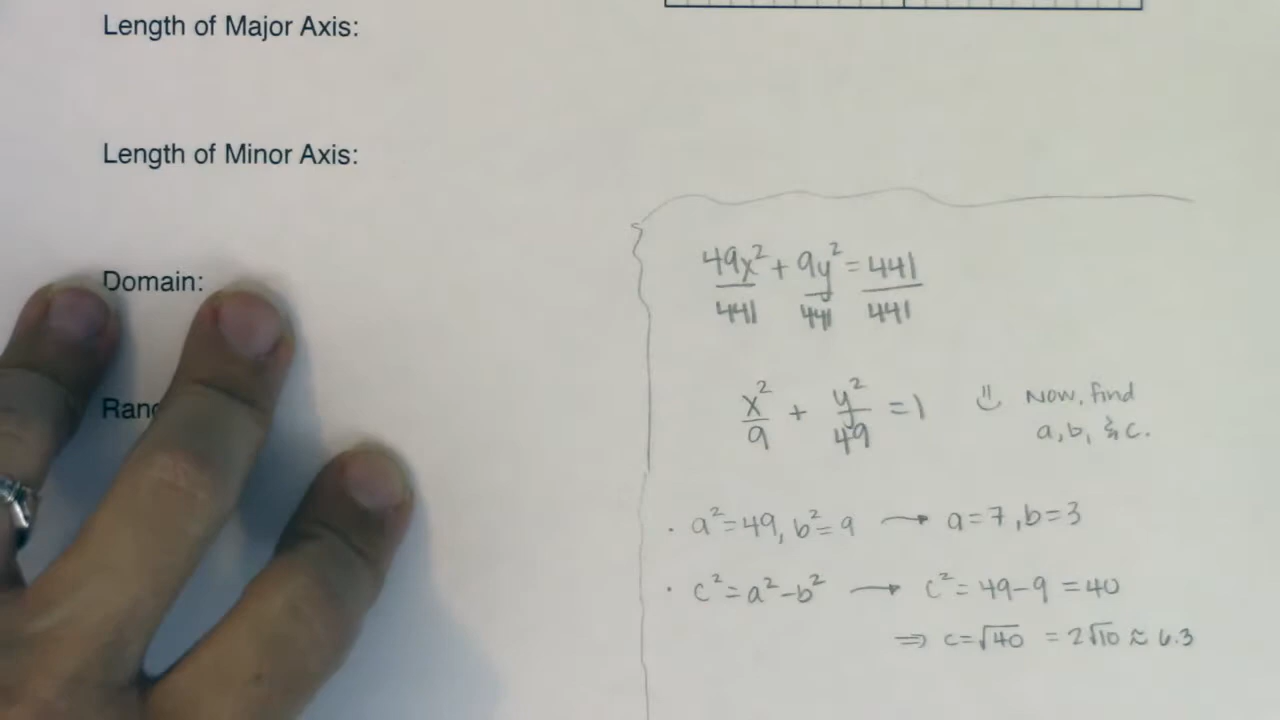 Length of Major Axis:
Length of Minor Axis:
Domain:
49x²/441 + 9y²/441 = 441/441
x²/9 + y²/49 = 1 Now, find
a, b, & c.
· a² = 49, b² = 9 → a = 7, b = 3
· c² = a² - b² → c² = 49 - 9 = 40
⇒ c = √40 = 2√10 ≈ 6.3